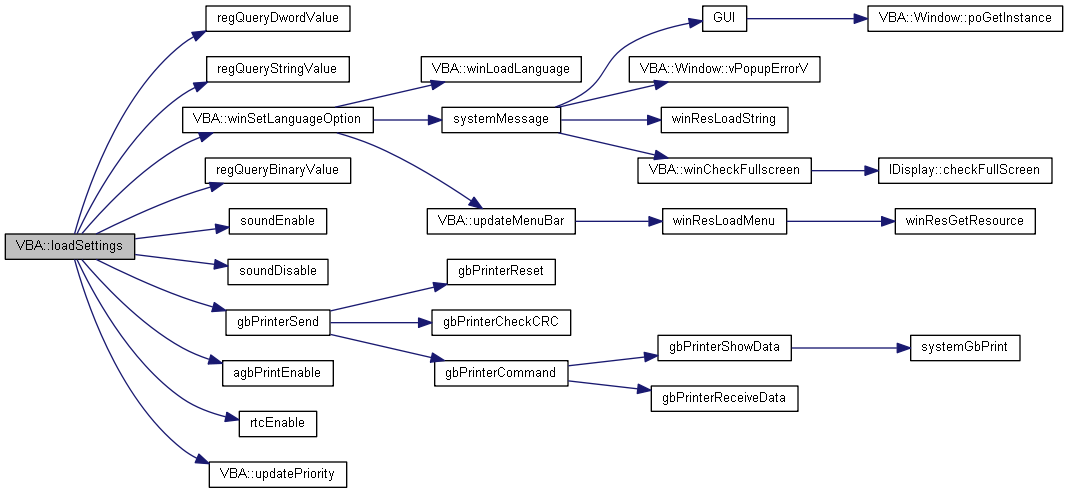 VBA::loadSettings
regQueryDwordValue
regQueryStringValue
VBA::winSetLanguageOption
regQueryBinaryValue
soundEnable
soundDisable
gbPrinterSend
agbPrintEnable
rtcEnable
VBA::updatePriority
VBA::winLoadLanguage
systemMessage
VBA::updateMenuBar
gbPrinterReset
gbPrinterCheckCRC
gbPrinterCommand
GUI
VBA::Window::vPopupErrorV
winResLoadString
VBA::winCheckFullscreen
winResLoadMenu
gbPrinterShowData
gbPrinterReceiveData
VBA::Window::poGetInstance
IDisplay::checkFullScreen
winResGetResource
systemGbPrint